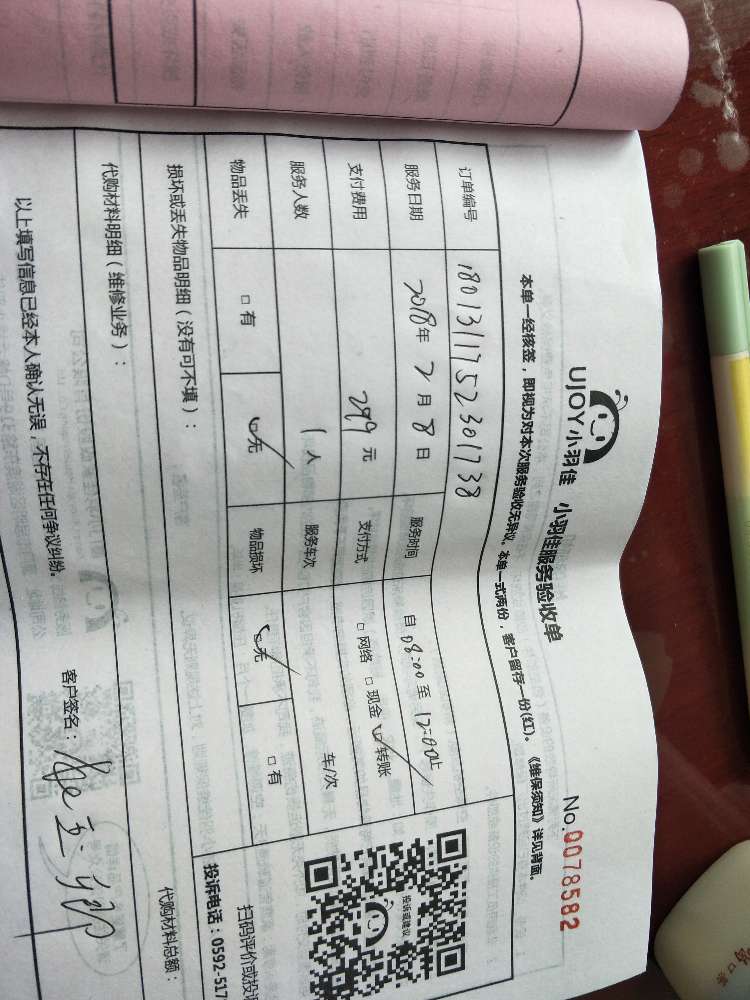 UJOY小羽佳 小羽佳服务验收单
No.0078582
本单一经核签，即视为对本次服务验收无异议。本单一式两份，客户留存一份(红)。《维保须知》详见背面。
订单编号 1801311752301738
服务日期 2018年 2月 8日 服务时间 自 08:00 至 12:00止
支付费用 299元 支付方式 □网络 □现金 ☑转账
服务人数 1人 服务车次 车/次
物品丢失 □有 ☑无 物品损坏 ☑无 □有
损坏或丢失物品明细（没有可不填）：
投诉或建议
扫码评价或投诉
投诉电话：0592-517
代购材料明细（维修业务）：
代购材料总额：
以上填写信息已经本人确认无误，不存在任何争议纠纷。
客户签名：